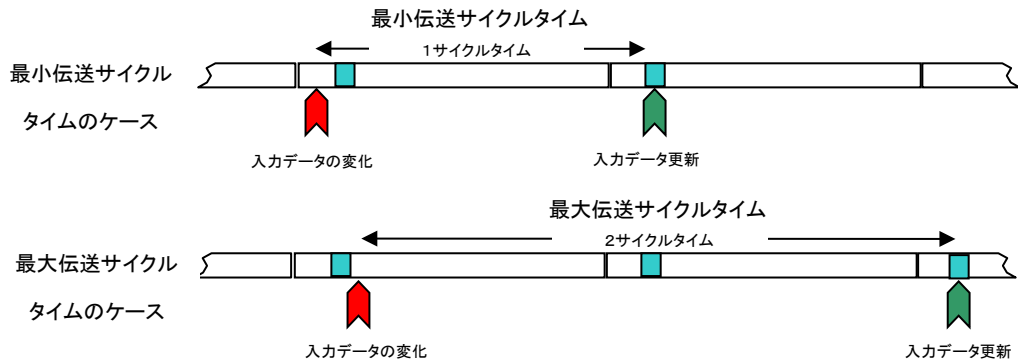 最小伝送サイクルタイム
1サイクルタイム
最小伝送サイクル
タイムのケース
入力データの変化
入力データ更新
最大伝送サイクルタイム
2サイクルタイム
最大伝送サイクル
タイムのケース
入力データの変化
入力データ更新